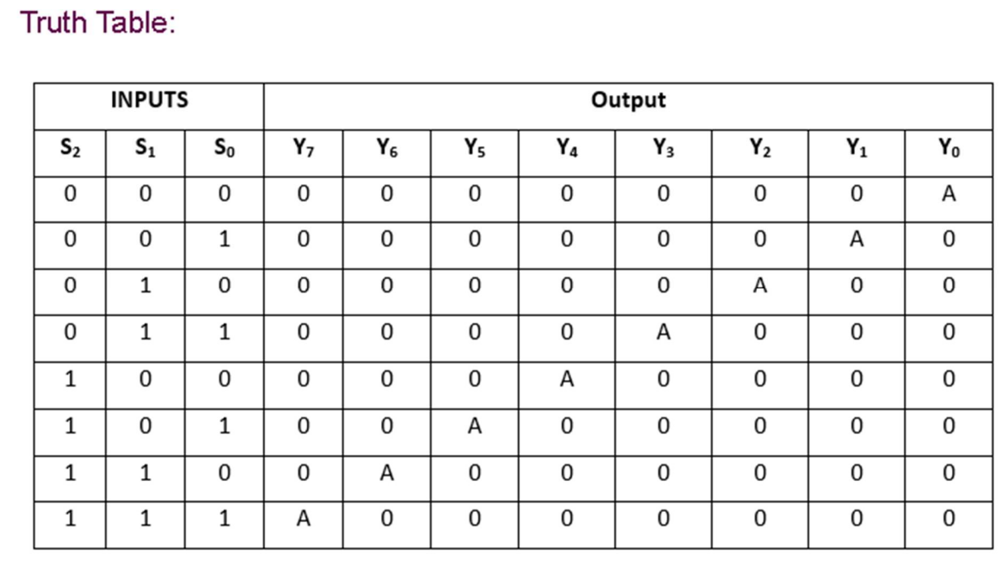 Truth Table:
INPUTS Output
S₂ S₁ S₀ Y₇ Y₆ Y₅ Y₄ Y₃ Y₂ Y₁ Y₀
0 0 0 0 0 0 0 0 0 0 A
0 0 1 0 0 0 0 0 0 A 0
0 1 0 0 0 0 0 0 A 0 0
0 1 1 0 0 0 0 A 0 0 0
1 0 0 0 0 0 A 0 0 0 0
1 0 1 0 0 A 0 0 0 0 0
1 1 0 0 A 0 0 0 0 0 0
1 1 1 A 0 0 0 0 0 0 0